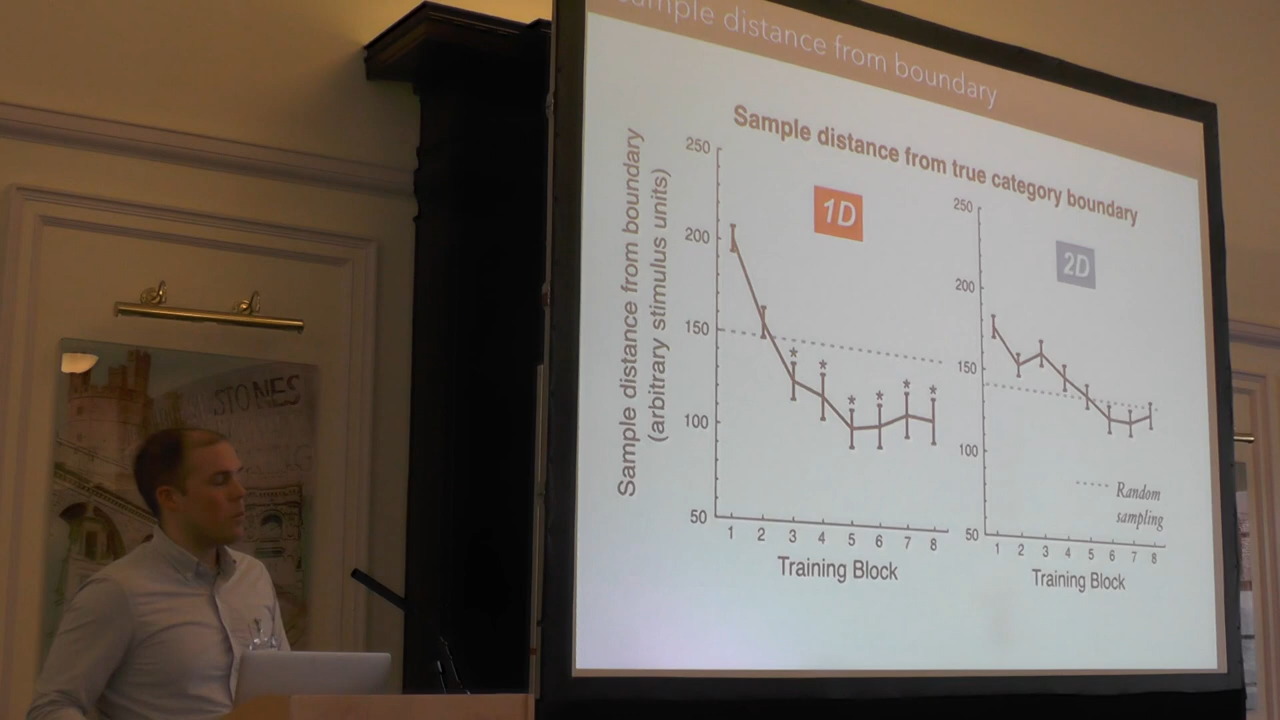 Sample distance from boundary
Sample distance from true category boundary
Sample distance from boundary
(arbitrary stimulus units)
250
200
150
100
50
1D
*
*
*
*
*
*
1 2 3 4 5 6 7 8
Training Block
250
200
150
100
50
2D
Random
sampling
1 2 3 4 5 6 7 8
Training Block
STONES